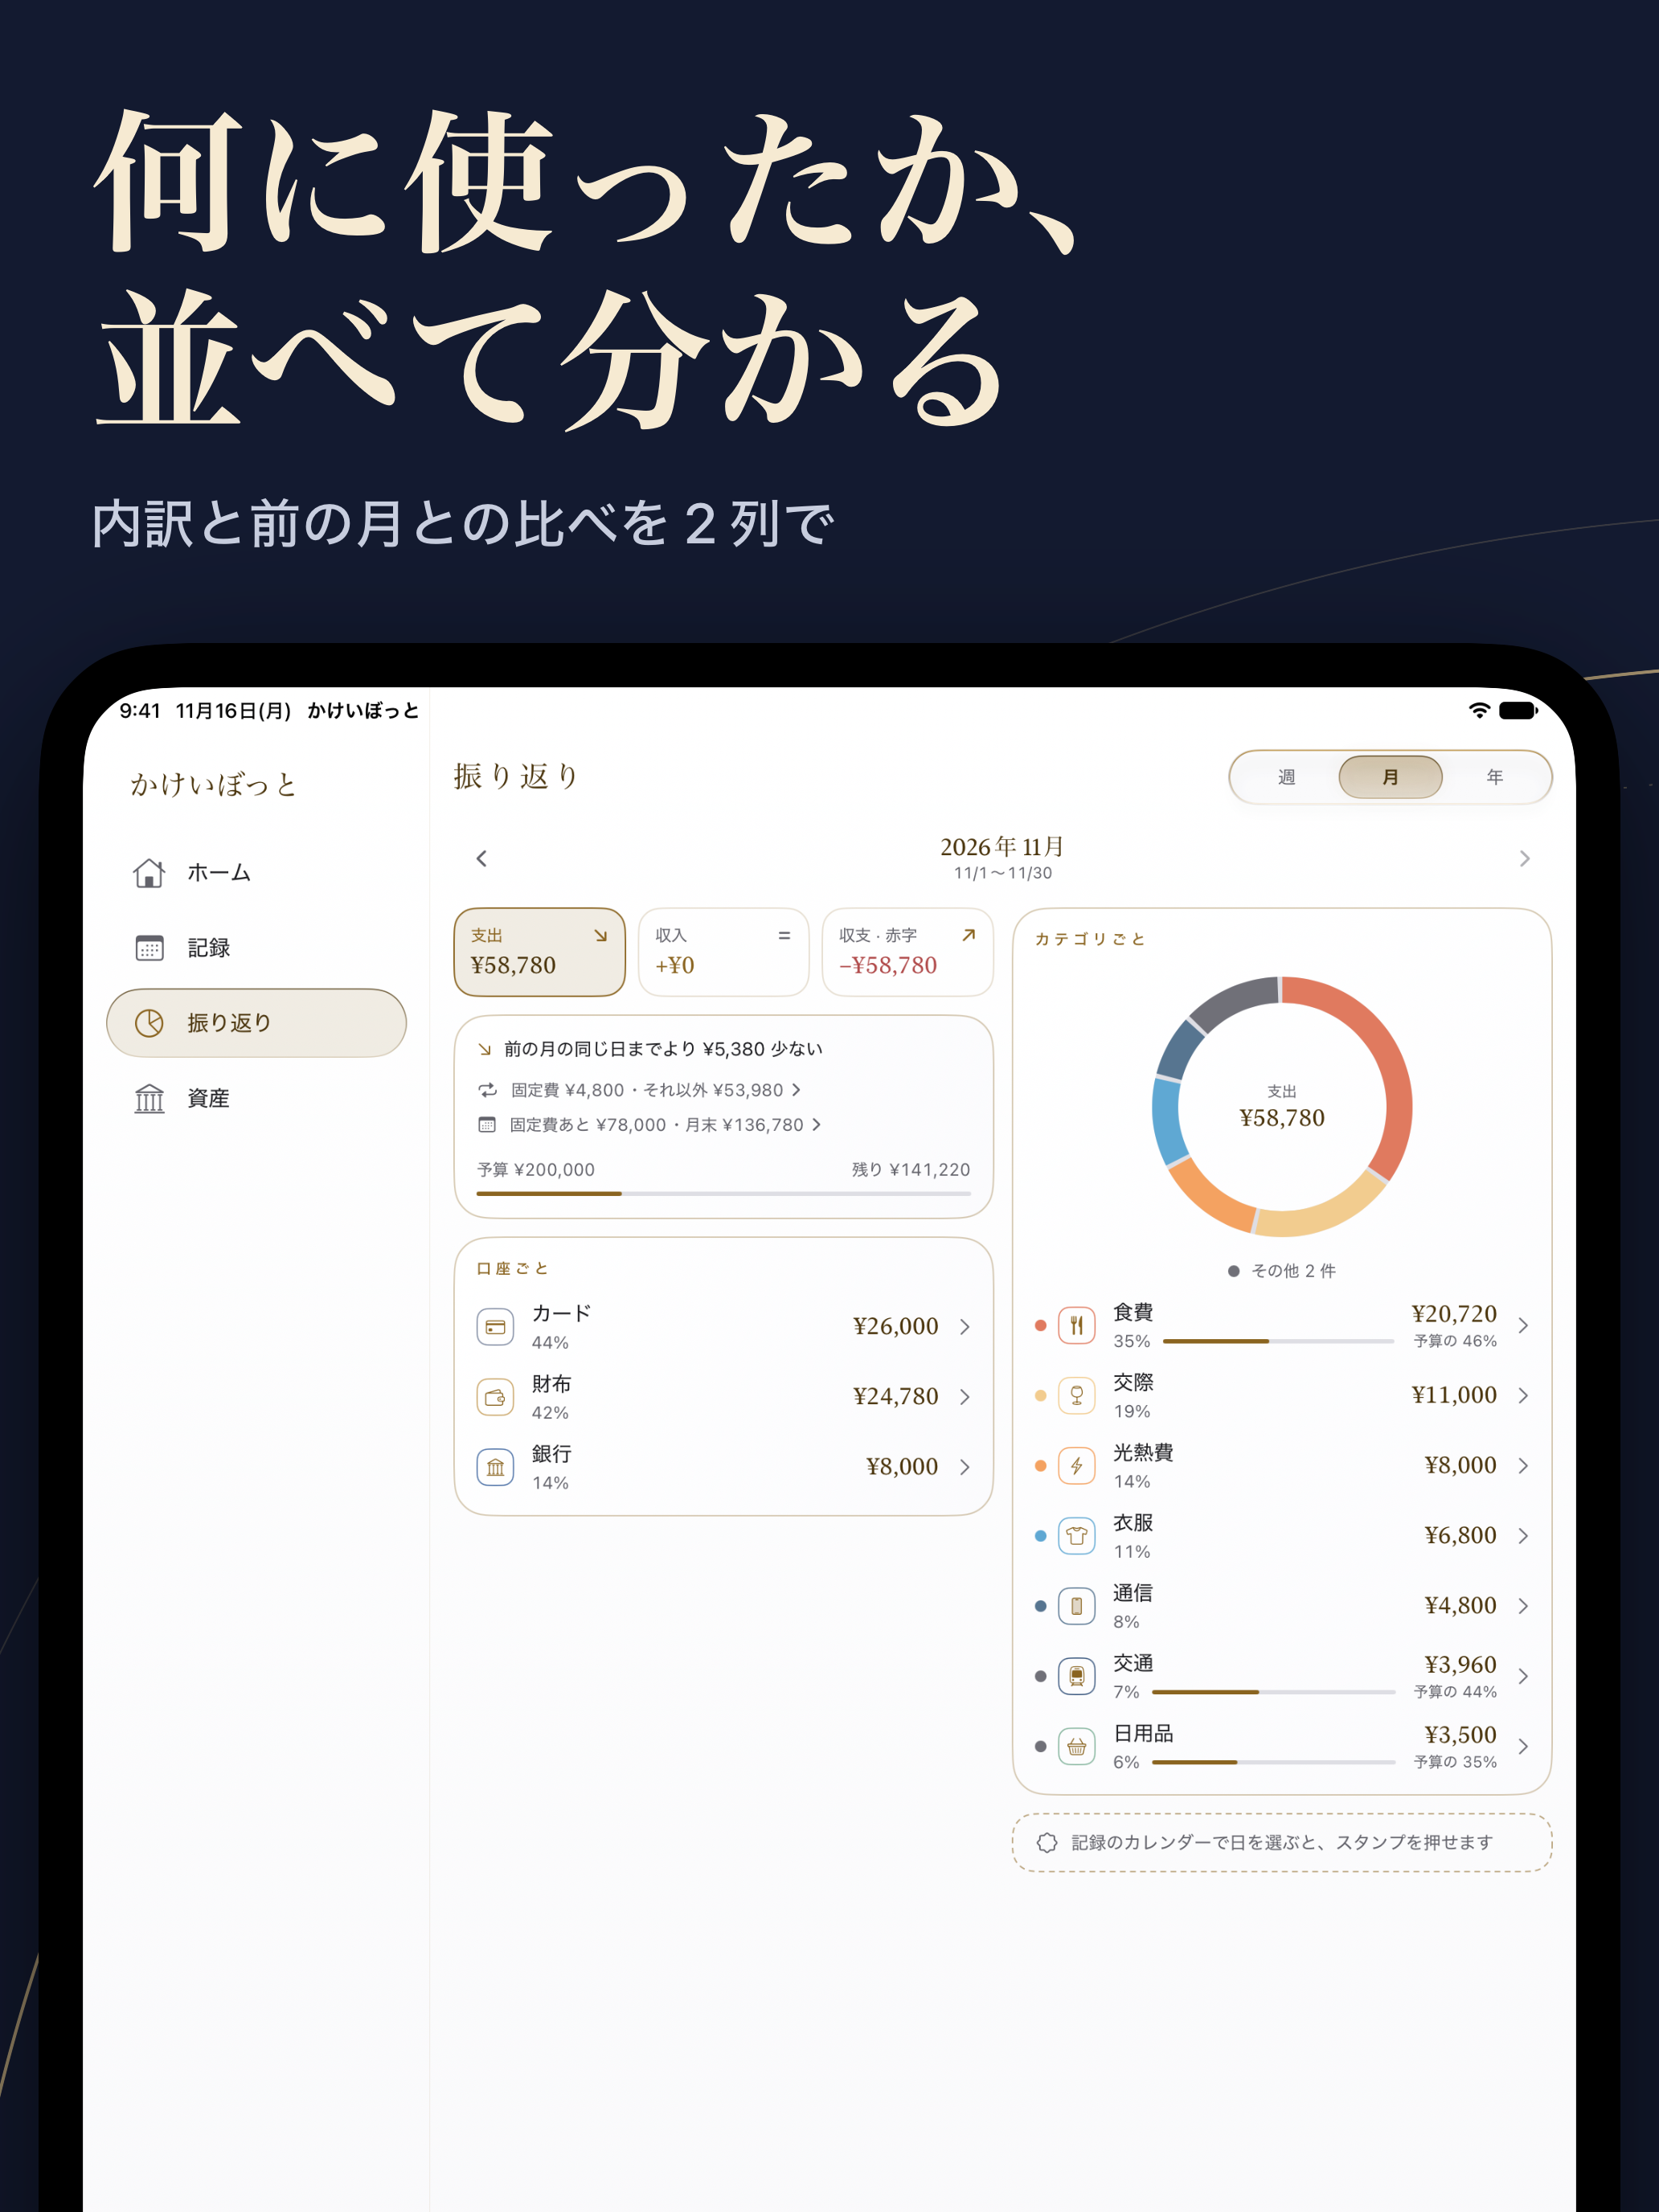 何に使ったか、
並べて分かる
内訳と前の月との比べを2列で
9:41 11月16日(月) かけいぼっと
かけいぼっと
ホーム
記録
振り返り
資産
振り返り
週 月 年
2026年 11月
11/1〜11/30
支出
¥58,780
収入 =
+¥0
収支・赤字
−¥58,780
前の月の同じ日までより ¥5,380 少ない
固定費 ¥4,800・それ以外 ¥53,980
固定費あと ¥78,000・月末 ¥136,780
予算 ¥200,000 残り ¥141,220
口座ごと
カード
44%
¥26,000
財布
42%
¥24,780
銀行
14%
¥8,000
カテゴリごと
支出
¥58,780
その他 2 件
食費
35%
¥20,720
予算の 46%
交際
19%
¥11,000
光熱費
14%
¥8,000
衣服
11%
¥6,800
通信
8%
¥4,800
交通
7%
¥3,960
予算の 44%
日用品
6%
¥3,500
予算の 35%
記録のカレンダーで日を選ぶと、スタンプを押せます